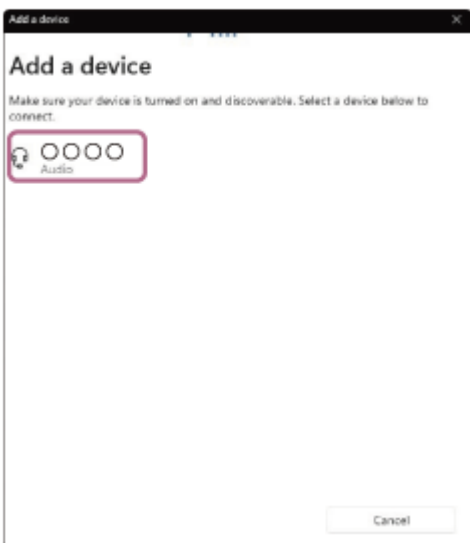 Add a device
Add a device
Make sure your device is turned on and discoverable. Select a device below to
connect.
○○○○
Audio
Cancel